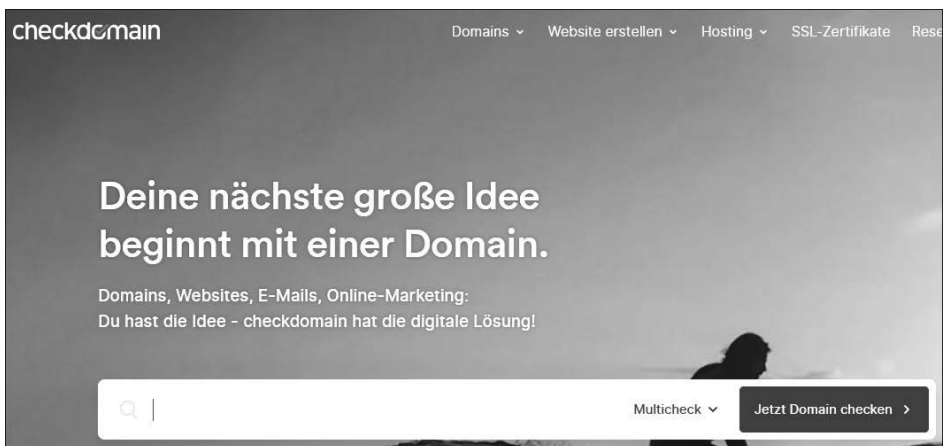 checkdomain
Domains Website erstellen Hosting SSL-Zertifikate Rese
Deine nächste große Idee
beginnt mit einer Domain.
Domains, Websites, E-Mails, Online-Marketing:
Du hast die Idee - checkdomain hat die digitale Lösung!
Multicheck Jetzt Domain checken